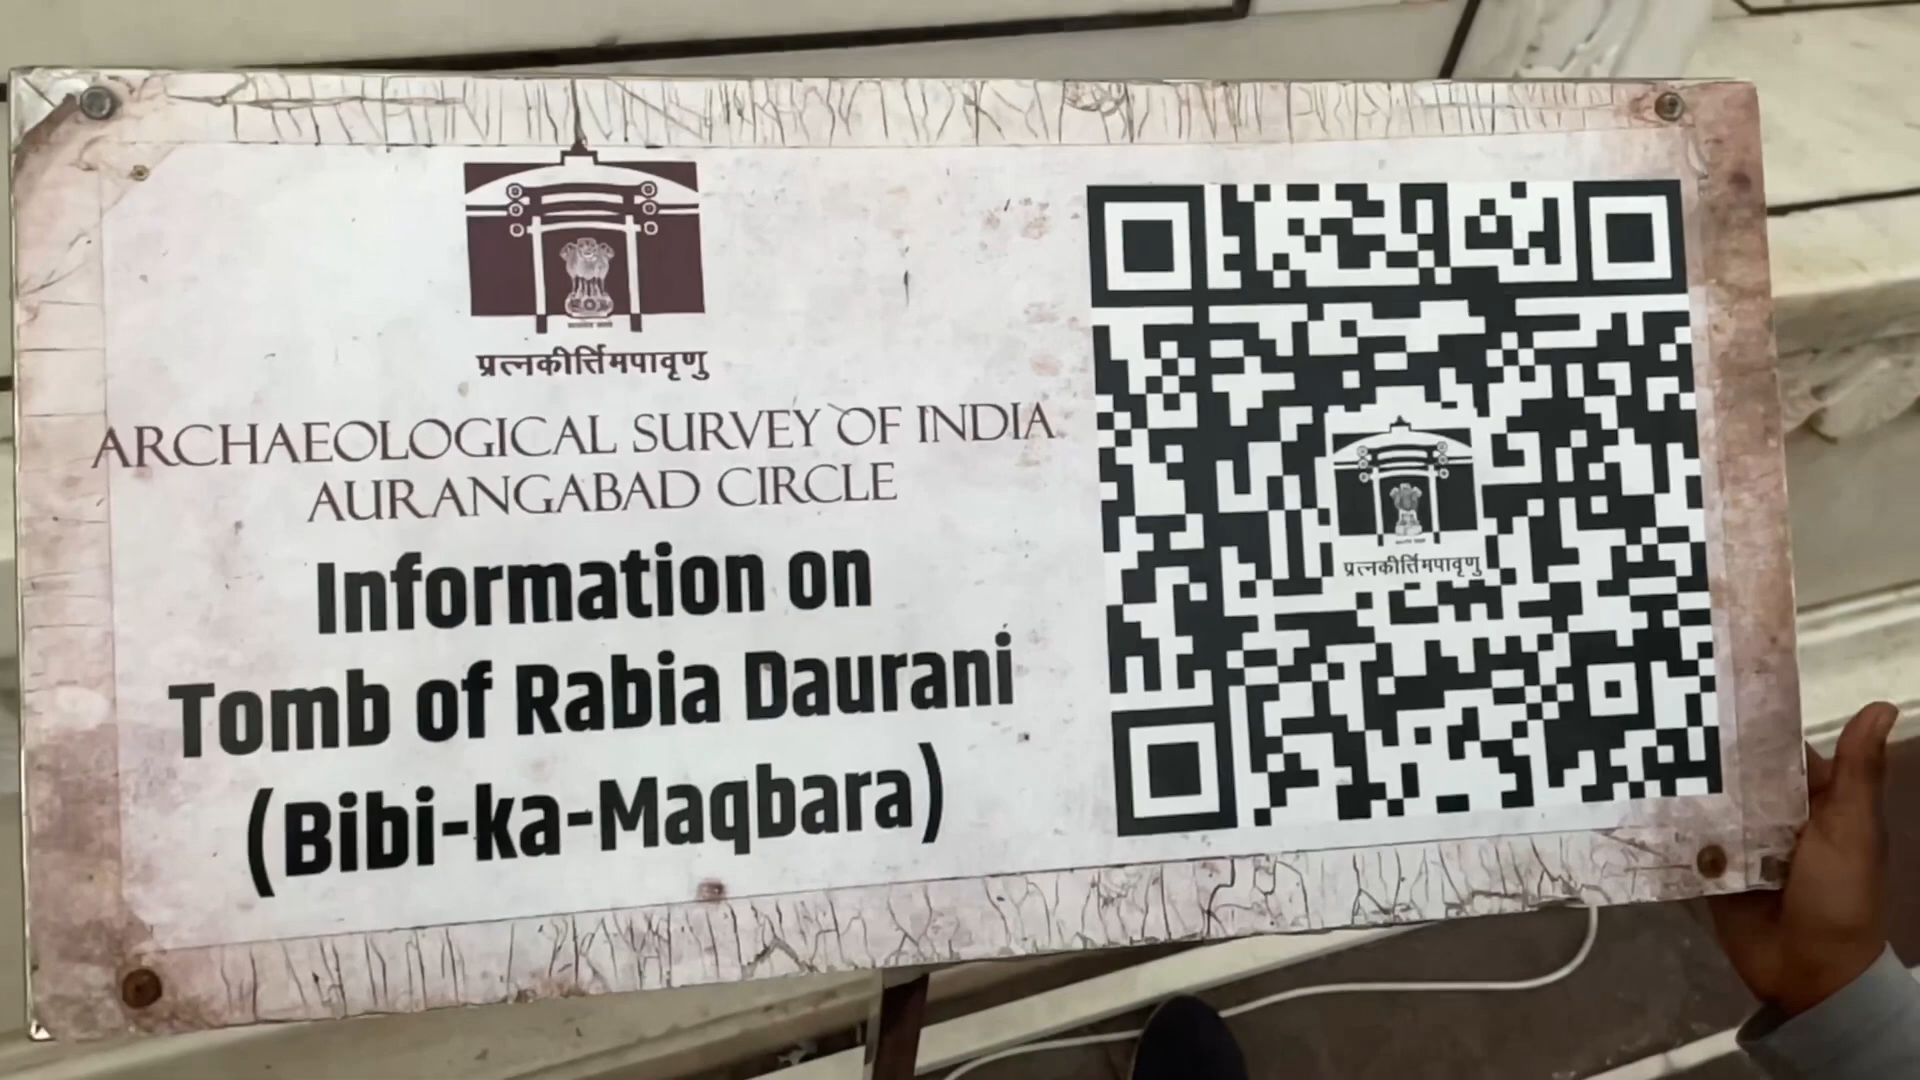 प्रत्नकीर्त्तिमपावृणु
ARCHAEOLOGICAL SURVEY OF INDIA
AURANGABAD CIRCLE
Information on
Tomb of Rabia Daurani
(Bibi-ka-Maqbara)
प्रत्नकीर्त्तिमपावृणु